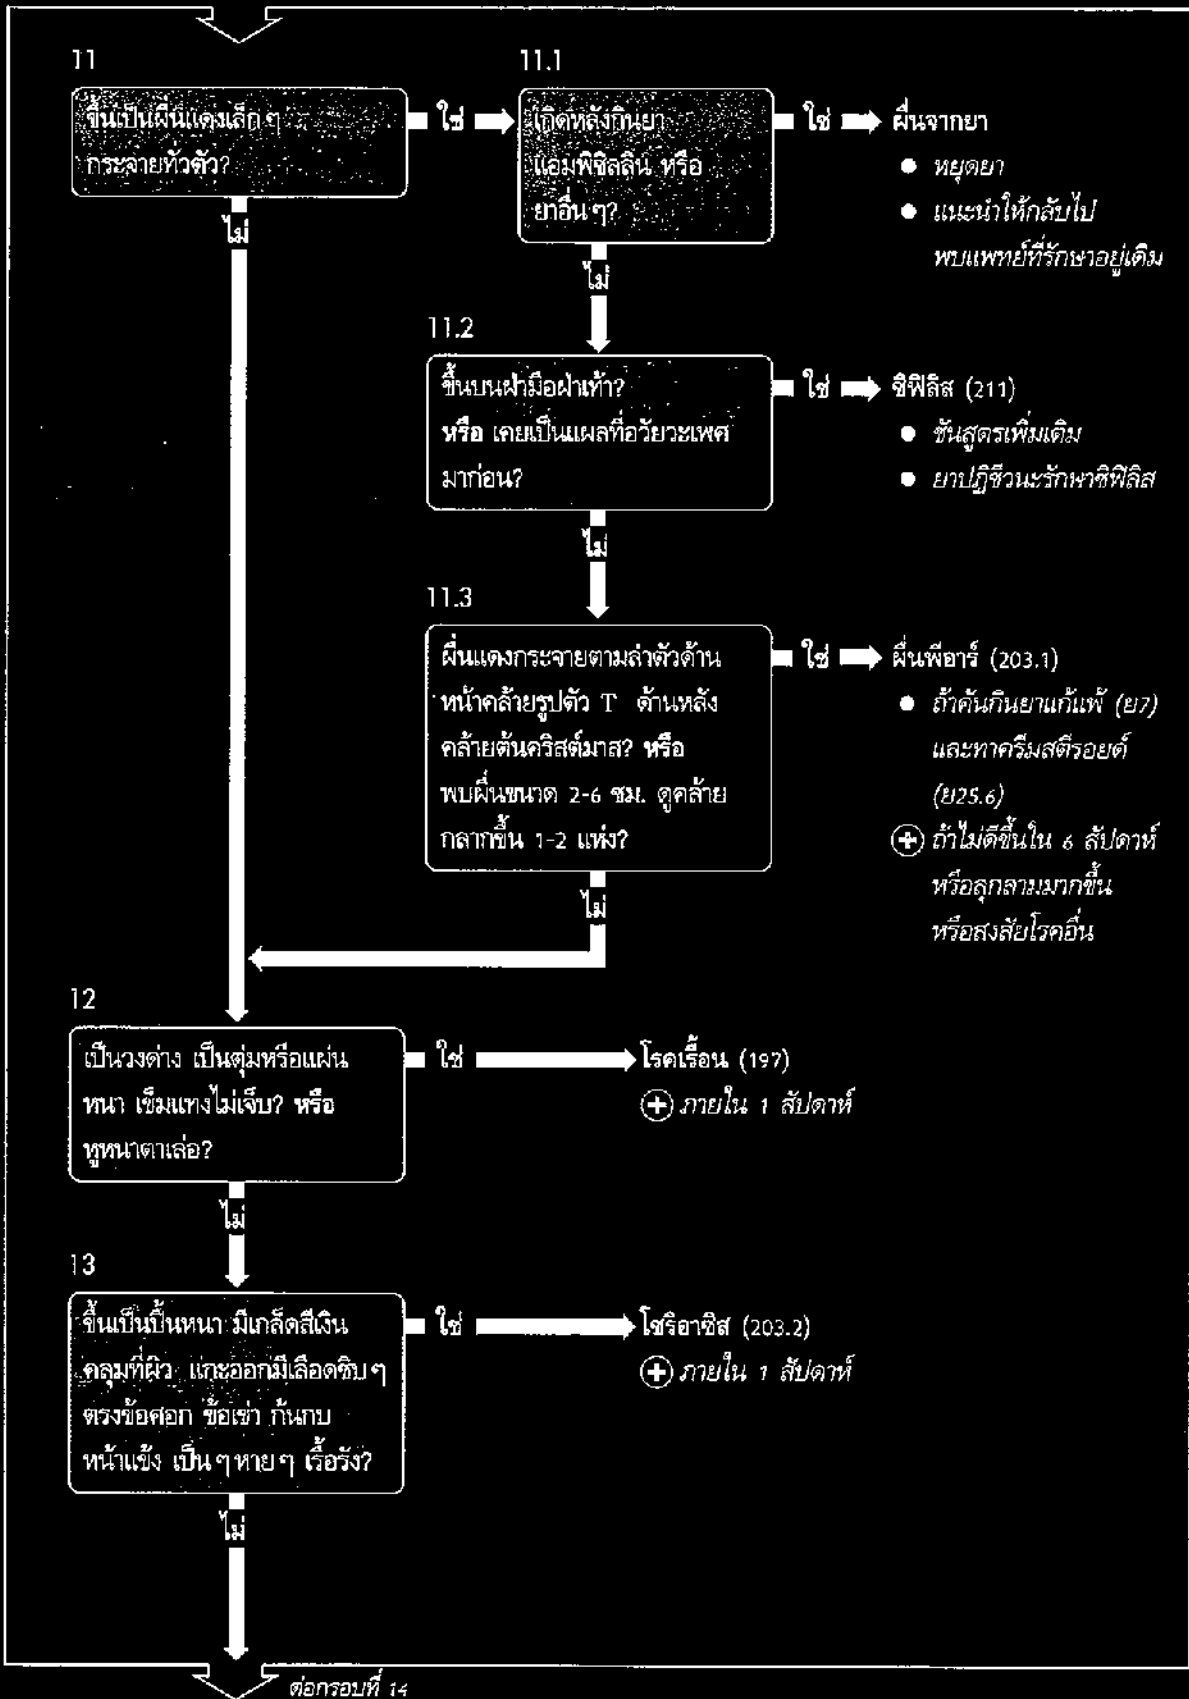 11
ขึ้นเป็นผื่นแดงเล็ก ๆ
กระจายทั่วตัว?
ใช่
ไม่
11.1
เกิดหลังกินยา
แอมพิซิลลิน หรือ
ยาอื่น ๆ?
ใช่
ผื่นจากยา
● หยุดยา
● แนะนำให้กลับไป
พบแพทย์ที่รักษาอยู่เดิม
ไม่
11.2
ขึ้นบนฝ่ามือฝ่าเท้า?
หรือ เคยเป็นแผลที่อวัยวะเพศ
มาก่อน?
ใช่
ซิฟิลิส (211)
● ชันสูตรเพิ่มเติม
● ยาปฏิชีวนะรักษาซิฟิลิส
ไม่
11.3
ผื่นแดงกระจายตามลำตัวด้าน
หน้าคล้ายรูปตัว T ด้านหลัง
คล้ายต้นคริสต์มาส? หรือ
พบผื่นขนาด 2-6 ซม. ดูคล้าย
กลากขึ้น 1-2 แห่ง?
ใช่
ผื่นพีอาร์ (203.1)
● ถ้าคันกินยาแก้แพ้ (ย7)
และทาครีมสตีรอยด์
(ย25.6)
⊕ ถ้าไม่ดีขึ้นใน 6 สัปดาห์
หรือลุกลามมากขึ้น
หรือสงสัยโรคอื่น
ไม่
12
เป็นวงด่าง เป็นตุ่มหรือแผ่น
หนา เข็มแทงไม่เจ็บ? หรือ
หูหนาตาเล่อ?
ใช่
โรคเรื้อน (197)
⊕ ภายใน 1 สัปดาห์
ไม่
13
ขึ้นเป็นปื้นหนา มีเกล็ดสีเงิน
คลุมที่ผิว แกะออกมีเลือดซิบ ๆ
ตรงข้อศอก ข้อเข่า ก้นกบ
หน้าแข้ง เป็น ๆ หาย ๆ เรื้อรัง?
ใช่
โซริอาซิส (203.2)
⊕ ภายใน 1 สัปดาห์
ไม่
ต่อกรอบที่ 14